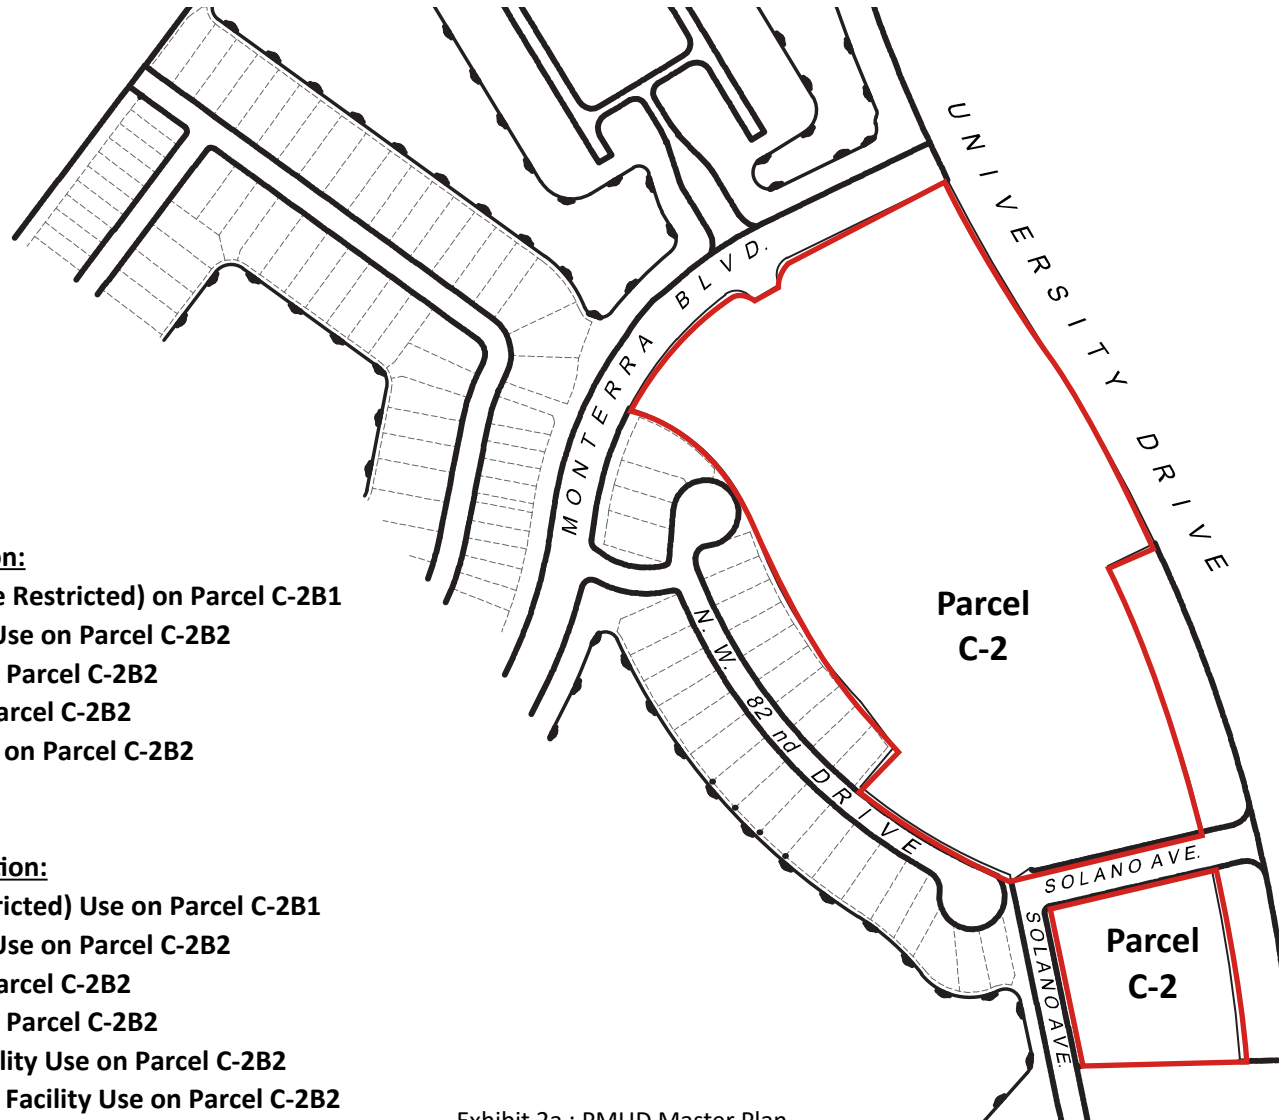 UNIVERSITY DRIVE
MONTERRA BLVD.
on:
e Restricted) on Parcel C-2B1
Use on Parcel C-2B2
Parcel C-2B2
arcel C-2B2
on Parcel C-2B2
Parcel
C-2
N. W. 82 nd DRIVE
SOLANO AVE.
SOLANO AVE.
Parcel
C-2
tion:
ricted) Use on Parcel C-2B1
Use on Parcel C-2B2
arcel C-2B2
Parcel C-2B2
lity Use on Parcel C-2B2
Facility Use on Parcel C-2B2